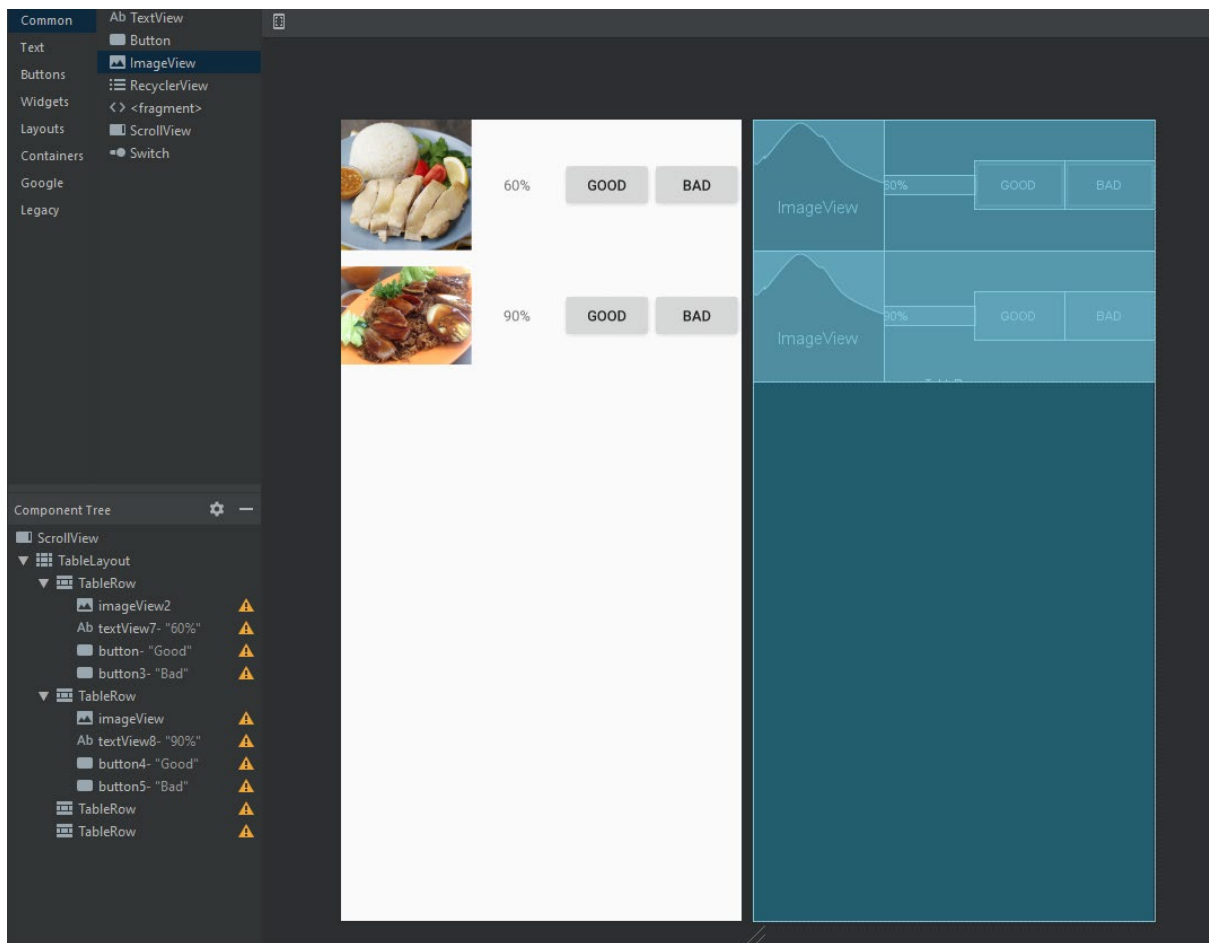 Common
Text
Buttons
Widgets
Layouts
Containers
Google
Legacy
Ab TextView
Button
ImageView
RecyclerView
<> <fragment>
ScrollView
Switch
60% GOOD BAD
90% GOOD BAD
ImageView
60% GOOD BAD
ImageView
90% GOOD BAD
Component Tree
ScrollView
TableLayout
TableRow
imageView2
Ab textView7- "60%"
button- "Good"
button3- "Bad"
TableRow
imageView
Ab textView8- "90%"
button4- "Good"
button5- "Bad"
TableRow
TableRow